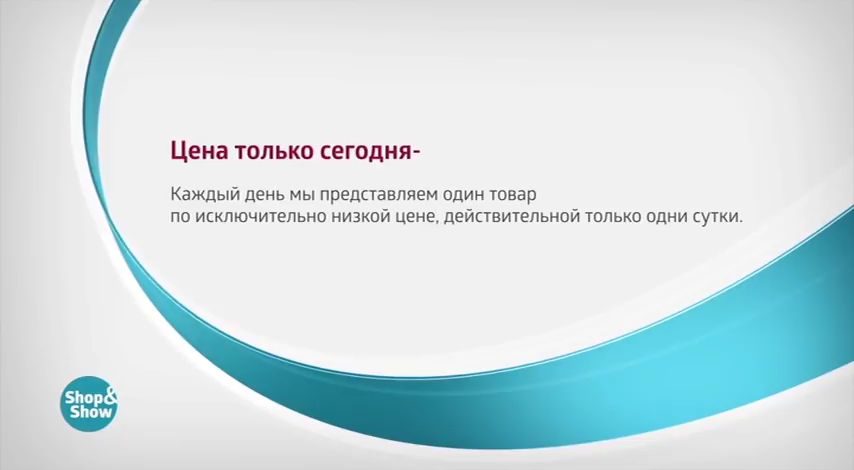 Цена только сегодня-
Каждый день мы представляем один товар
по исключительно низкой цене, действительной только одни сутки.
Shop&
Show